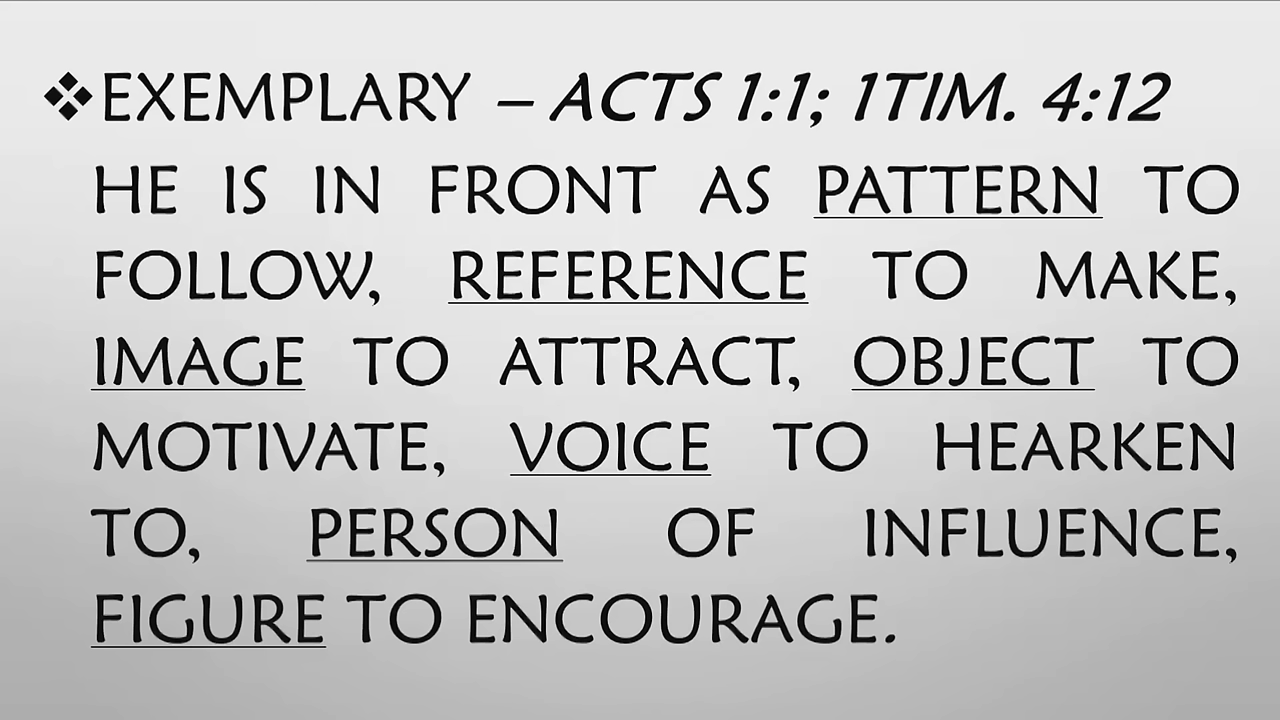 ❖EXEMPLARY – ACTS 1:1; 1TIM. 4:12
HE IS IN FRONT AS PATTERN TO
FOLLOW, REFERENCE TO MAKE,
IMAGE TO ATTRACT, OBJECT TO
MOTIVATE, VOICE TO HEARKEN
TO, PERSON OF INFLUENCE,
FIGURE TO ENCOURAGE.